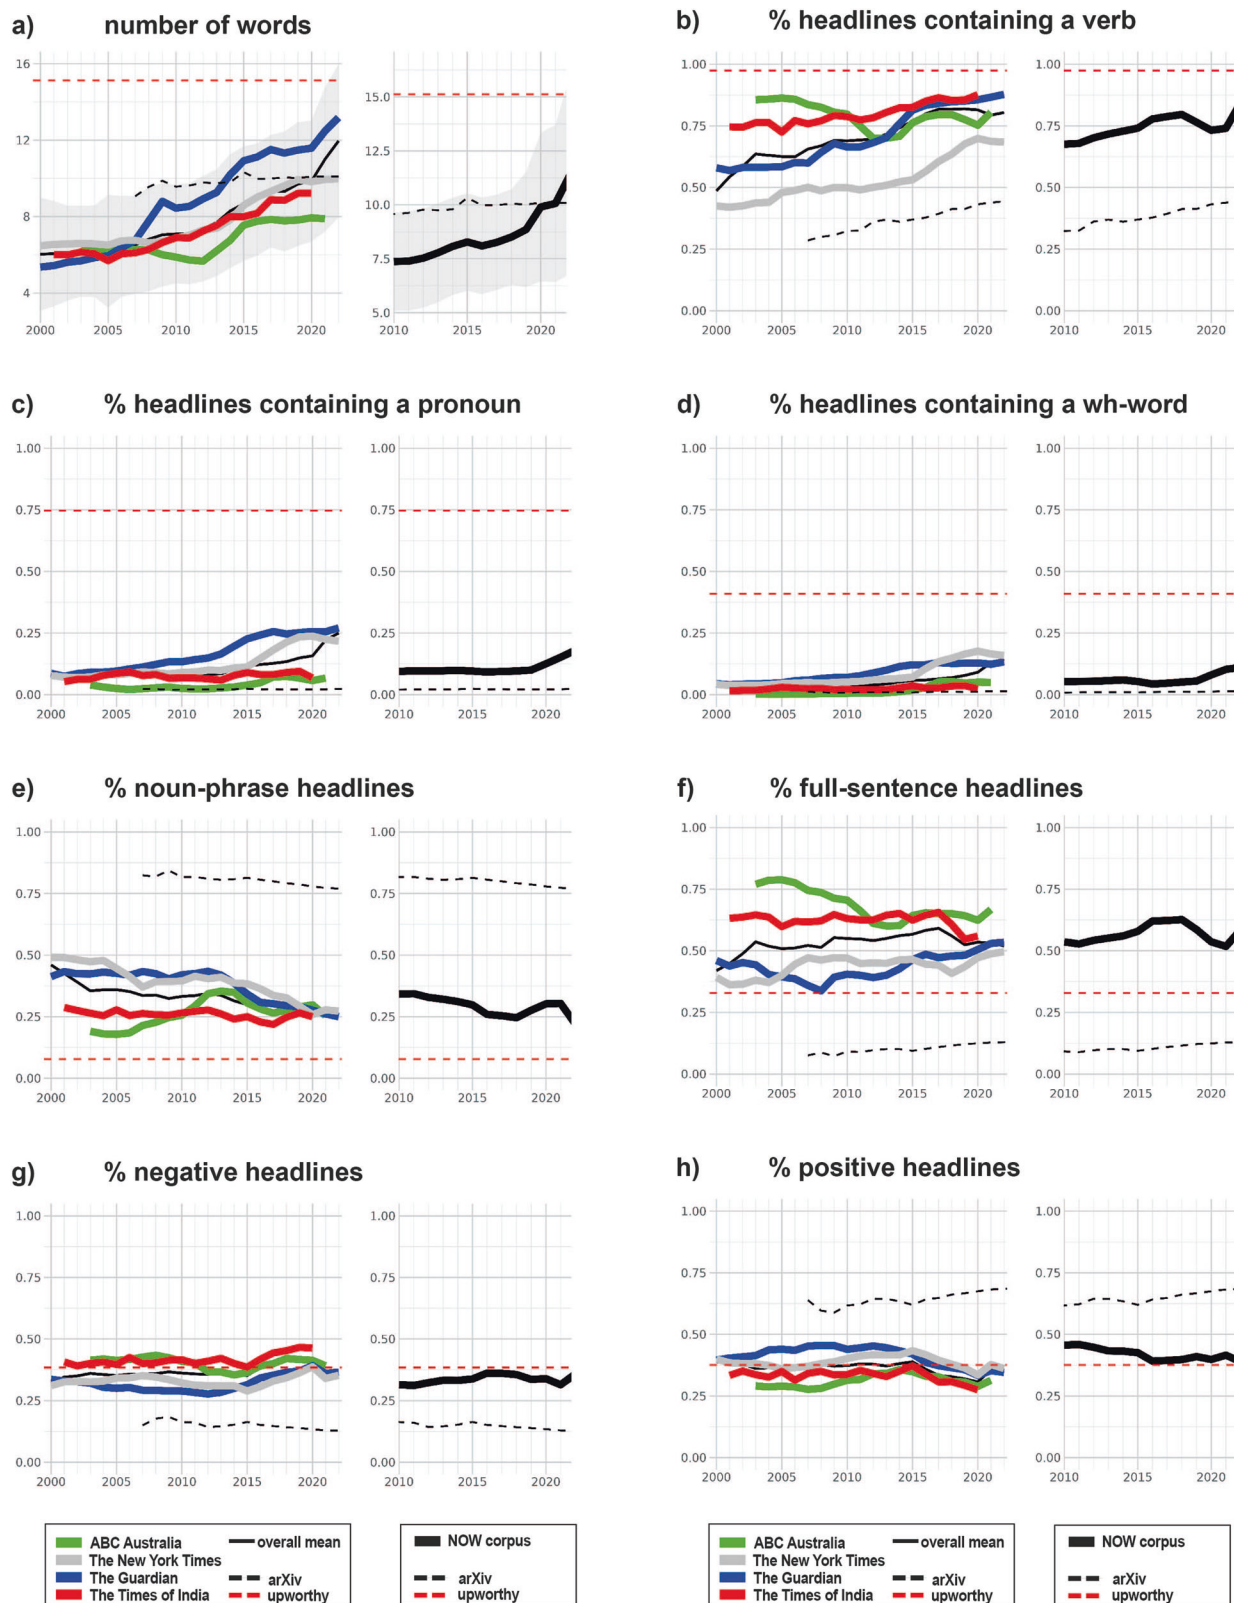 a) number of words
16
12
8
4
2000 2005 2010 2015 2020
15.0
12.5
10.0
7.5
5.0
2010 2015 2020
b) % headlines containing a verb
1.00
0.75
0.50
0.25
0.00
2000 2005 2010 2015 2020
1.00
0.75
0.50
0.25
0.00
2010 2015 2020
c) % headlines containing a pronoun
1.00
0.75
0.50
0.25
0.00
2000 2005 2010 2015 2020
1.00
0.75
0.50
0.25
0.00
2010 2015 2020
d) % headlines containing a wh-word
1.00
0.75
0.50
0.25
0.00
2000 2005 2010 2015 2020
1.00
0.75
0.50
0.25
0.00
2010 2015 2020
e) % noun-phrase headlines
1.00
0.75
0.50
0.25
0.00
2000 2005 2010 2015 2020
1.00
0.75
0.50
0.25
0.00
2010 2015 2020
f) % full-sentence headlines
1.00
0.75
0.50
0.25
0.00
2000 2005 2010 2015 2020
1.00
0.75
0.50
0.25
0.00
2010 2015 2020
g) % negative headlines
1.00
0.75
0.50
0.25
0.00
2000 2005 2010 2015 2020
1.00
0.75
0.50
0.25
0.00
2010 2015 2020
h) % positive headlines
1.00
0.75
0.50
0.25
0.00
2000 2005 2010 2015 2020
1.00
0.75
0.50
0.25
0.00
2010 2015 2020
ABC Australia overall mean
The New York Times
The Guardian arXiv
The Times of India upworthy
NOW corpus
arXiv
upworthy
ABC Australia overall mean
The New York Times
The Guardian arXiv
The Times of India upworthy
NOW corpus
arXiv
upworthy